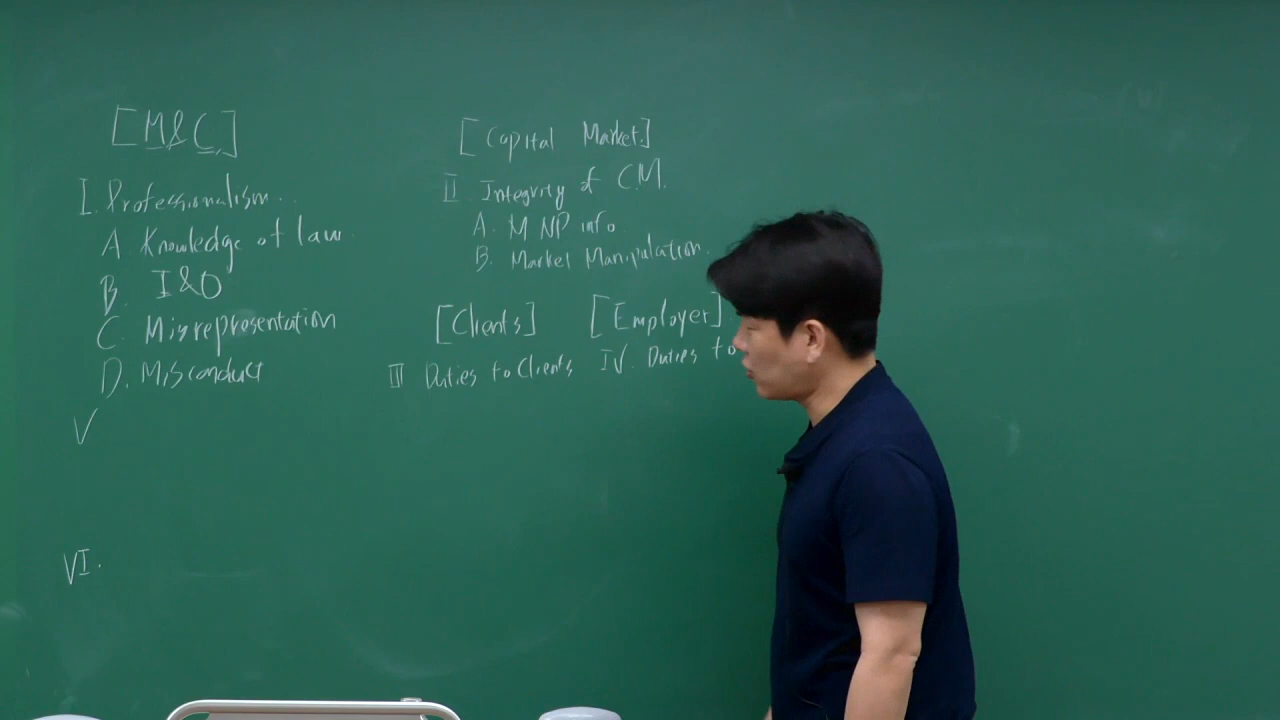 [M&C]
I. Professionalism..
A. Knowledge of law.
B. I&O
C. Misrepresentation
D. Misconduct
V
VI.
[Capital Market]
II. Integrity of C.M.
A. M NP info.
B. Market Manipulation.
[Clients]
III Duties to Clients
[Employer]
IV. Duties to